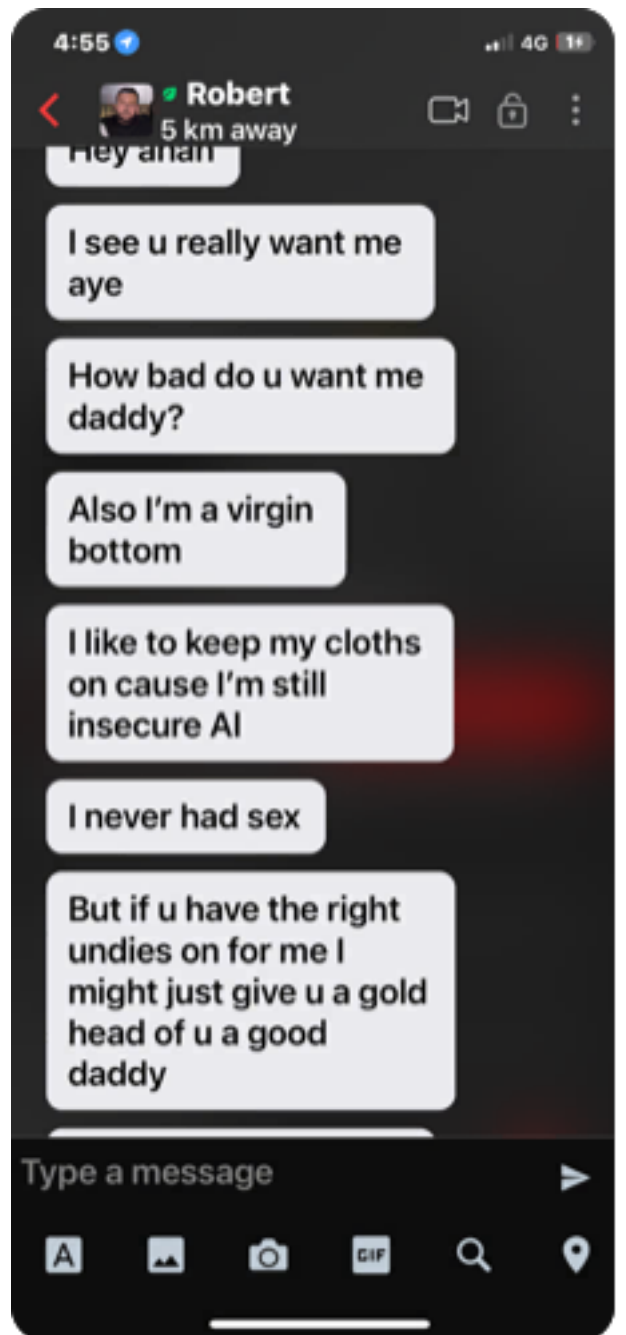 4:55
4G
Robert
5 km away
Hey ahah
I see u really want me
aye
How bad do u want me
daddy?
Also I'm a virgin
bottom
I like to keep my cloths
on cause I'm still
insecure Al
I never had sex
But if u have the right
undies on for me I
might just give u a gold
head of u a good
daddy
Type a message
A
GIF